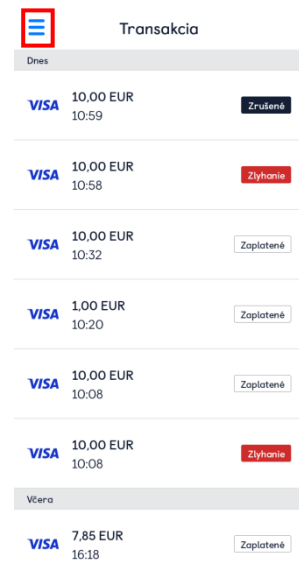 Transakcia
Dnes
VISA 10,00 EUR Zrušené
10:59
VISA 10,00 EUR Zlyhanie
10:58
VISA 10,00 EUR Zaplatené
10:32
VISA 1,00 EUR Zaplatené
10:20
VISA 10,00 EUR Zaplatené
10:08
VISA 10,00 EUR Zlyhanie
10:08
Včera
VISA 7,85 EUR Zaplatené
16:18